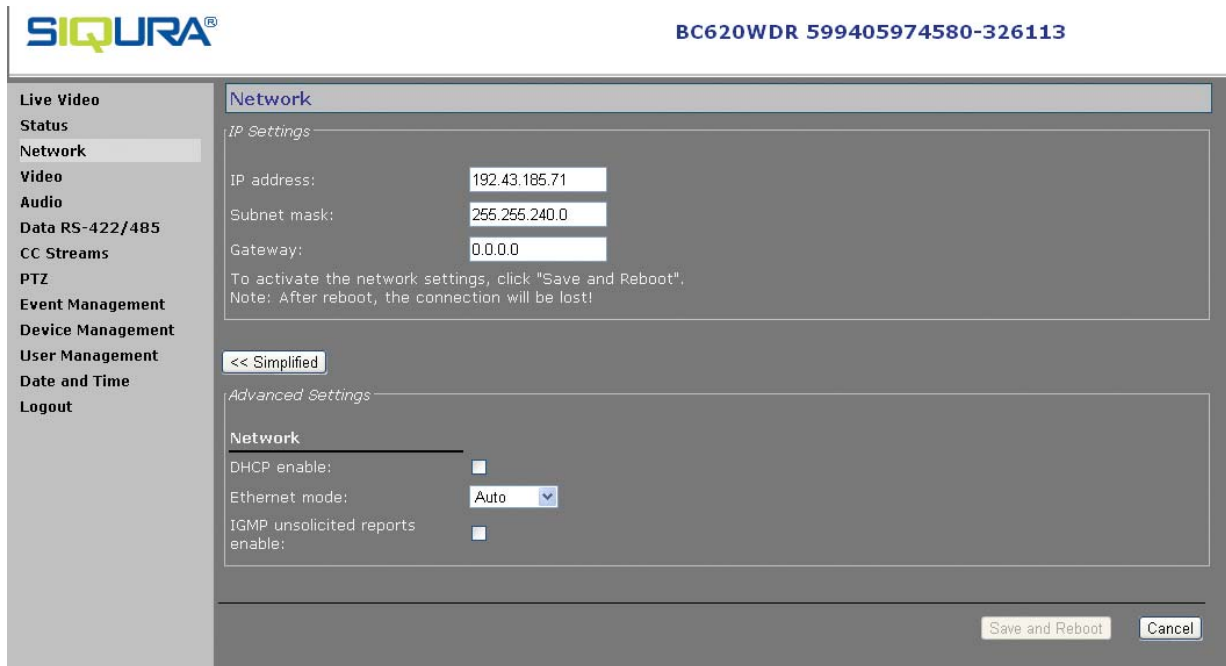 SIQURA®
BC620WDR 599405974580-326113
Live Video
Status
Network
Video
Audio
Data RS-422/485
CC Streams
PTZ
Event Management
Device Management
User Management
Date and Time
Logout
Network
IP Settings
IP address: 192.43.185.71
Subnet mask: 255.255.240.0
Gateway: 0.0.0.0
To activate the network settings, click "Save and Reboot".
Note: After reboot, the connection will be lost!
<< Simplified
Advanced Settings
Network
DHCP enable:
Ethernet mode: Auto
IGMP unsolicited reports
enable:
Save and Reboot Cancel